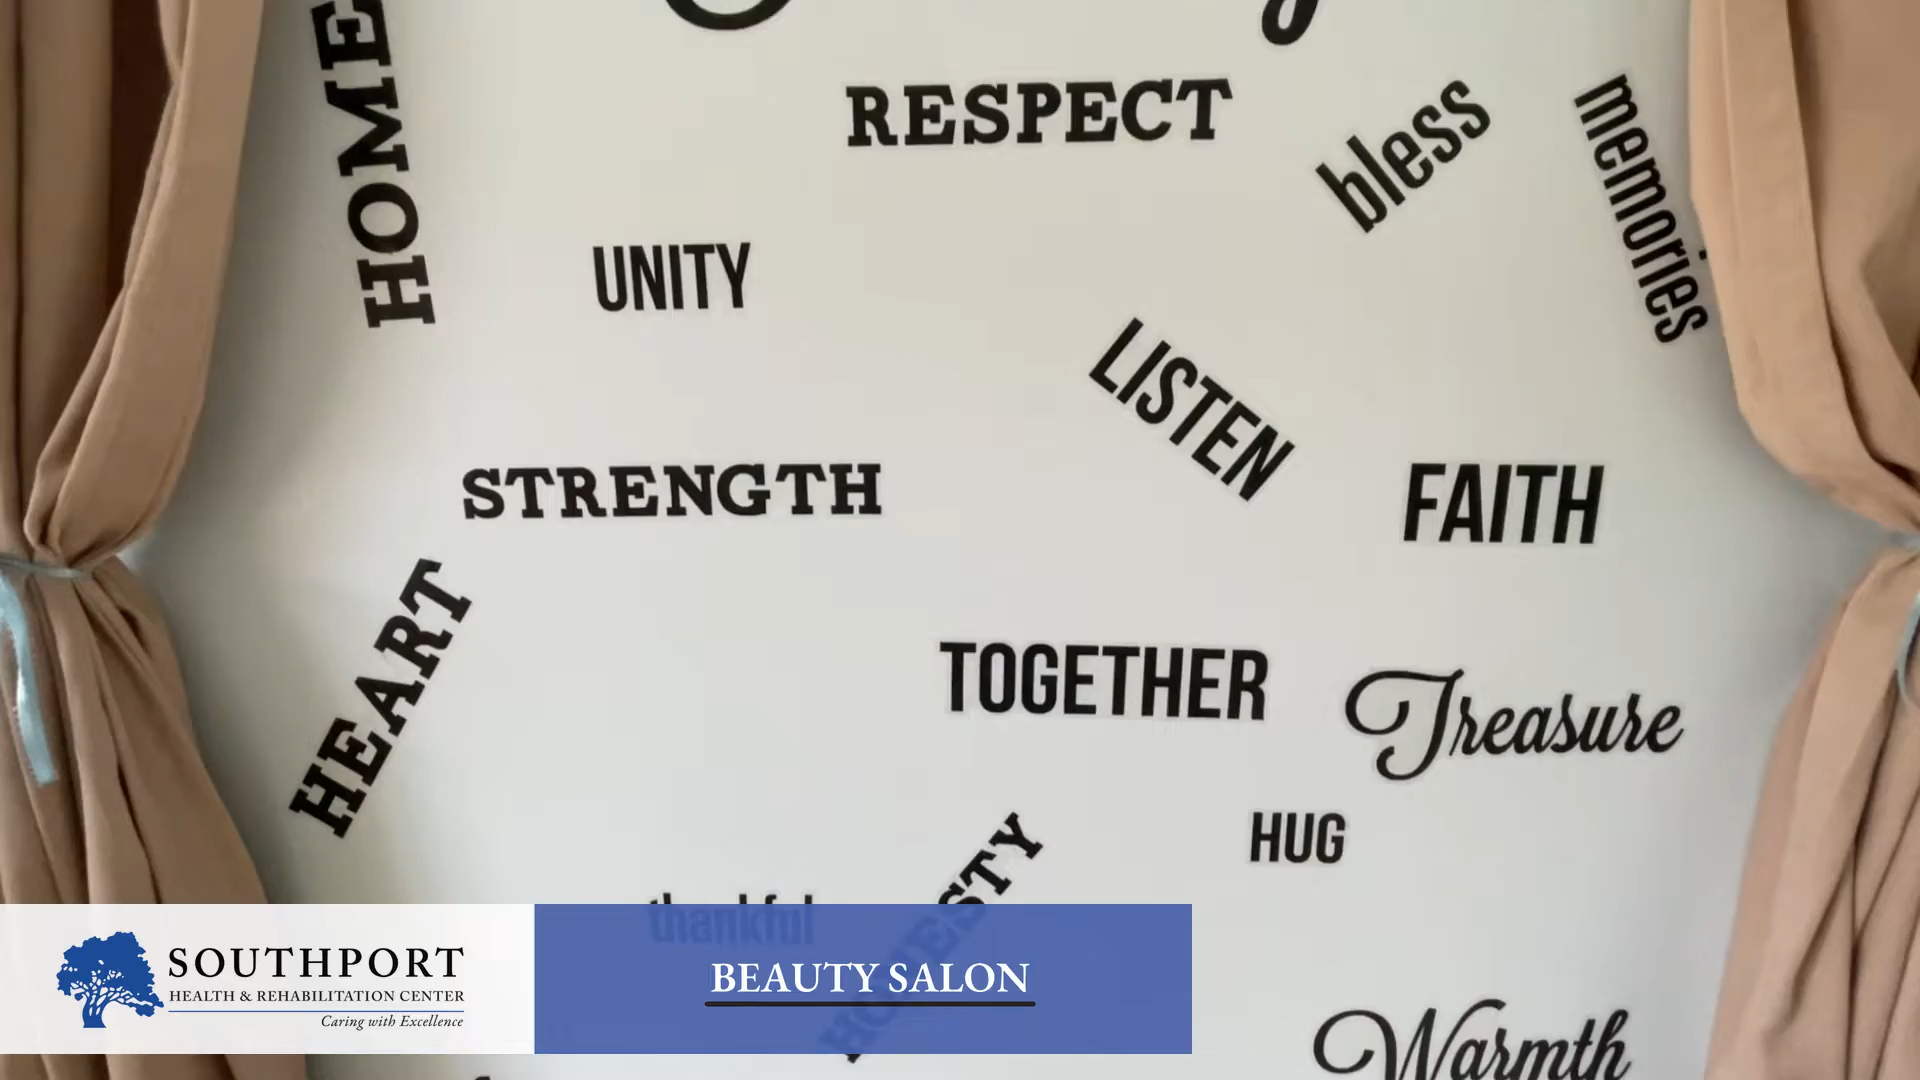 HOME
RESPECT
bless
memories
UNITY
LISTEN
STRENGTH
FAITH
HEART
TOGETHER
Treasure
HUG
thankful
HONESTY
SOUTHPORT
HEALTH & REHABILITATION CENTER
Caring with Excellence
BEAUTY SALON
Warmth